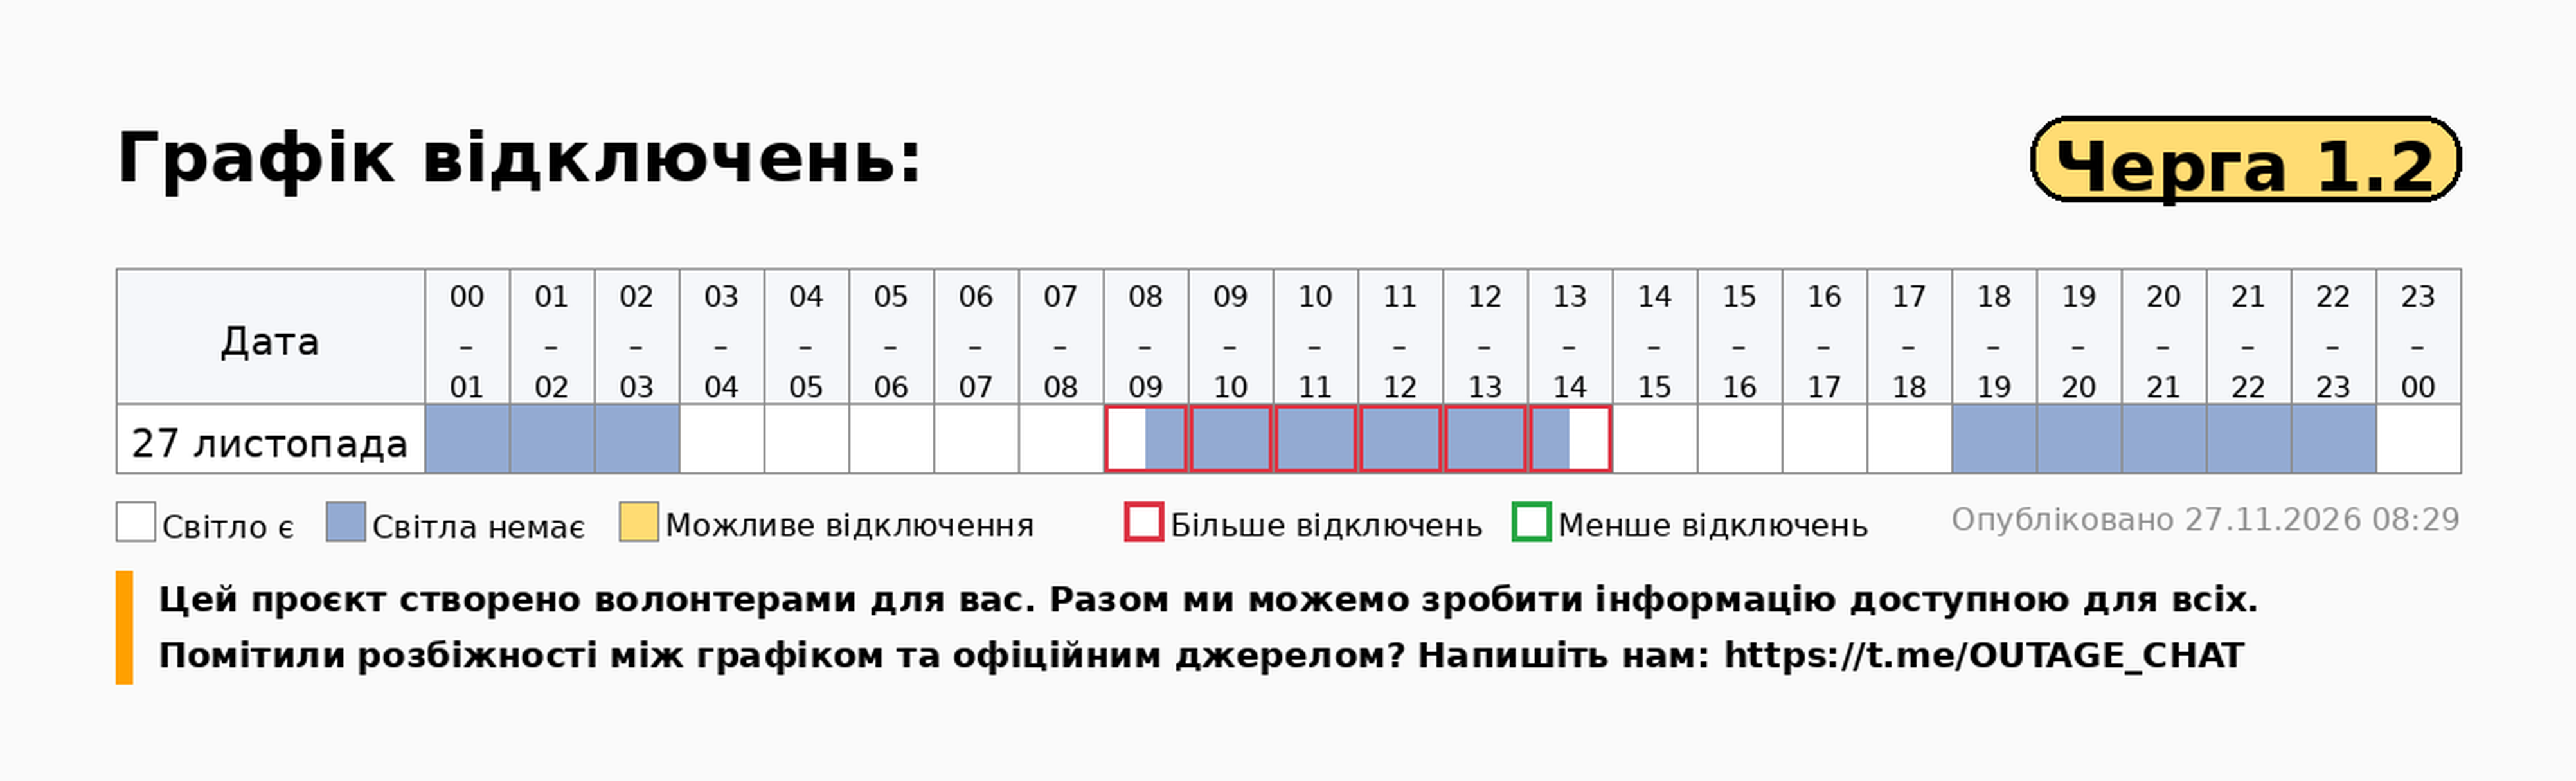 Графік відключень:
Черга 1.2
Дата 00 – 01 01 – 02 02 – 03 03 – 04 04 – 05 05 – 06 06 – 07 07 – 08 08 – 09 09 – 10 10 – 11 11 – 12 12 – 13 13 – 14 14 – 15 15 – 16 16 – 17 17 – 18 18 – 19 19 – 20 20 – 21 21 – 22 22 – 23 23 – 00
27 листопада
Світло є Світла немає Можливе відключення Більше відключень Менше відключень Опубліковано 27.11.2026 08:29
Цей проєкт створено волонтерами для вас. Разом ми можемо зробити інформацію доступною для всіх.
Помітили розбіжності між графіком та офіційним джерелом? Напишіть нам: https://t.me/OUTAGE_CHAT